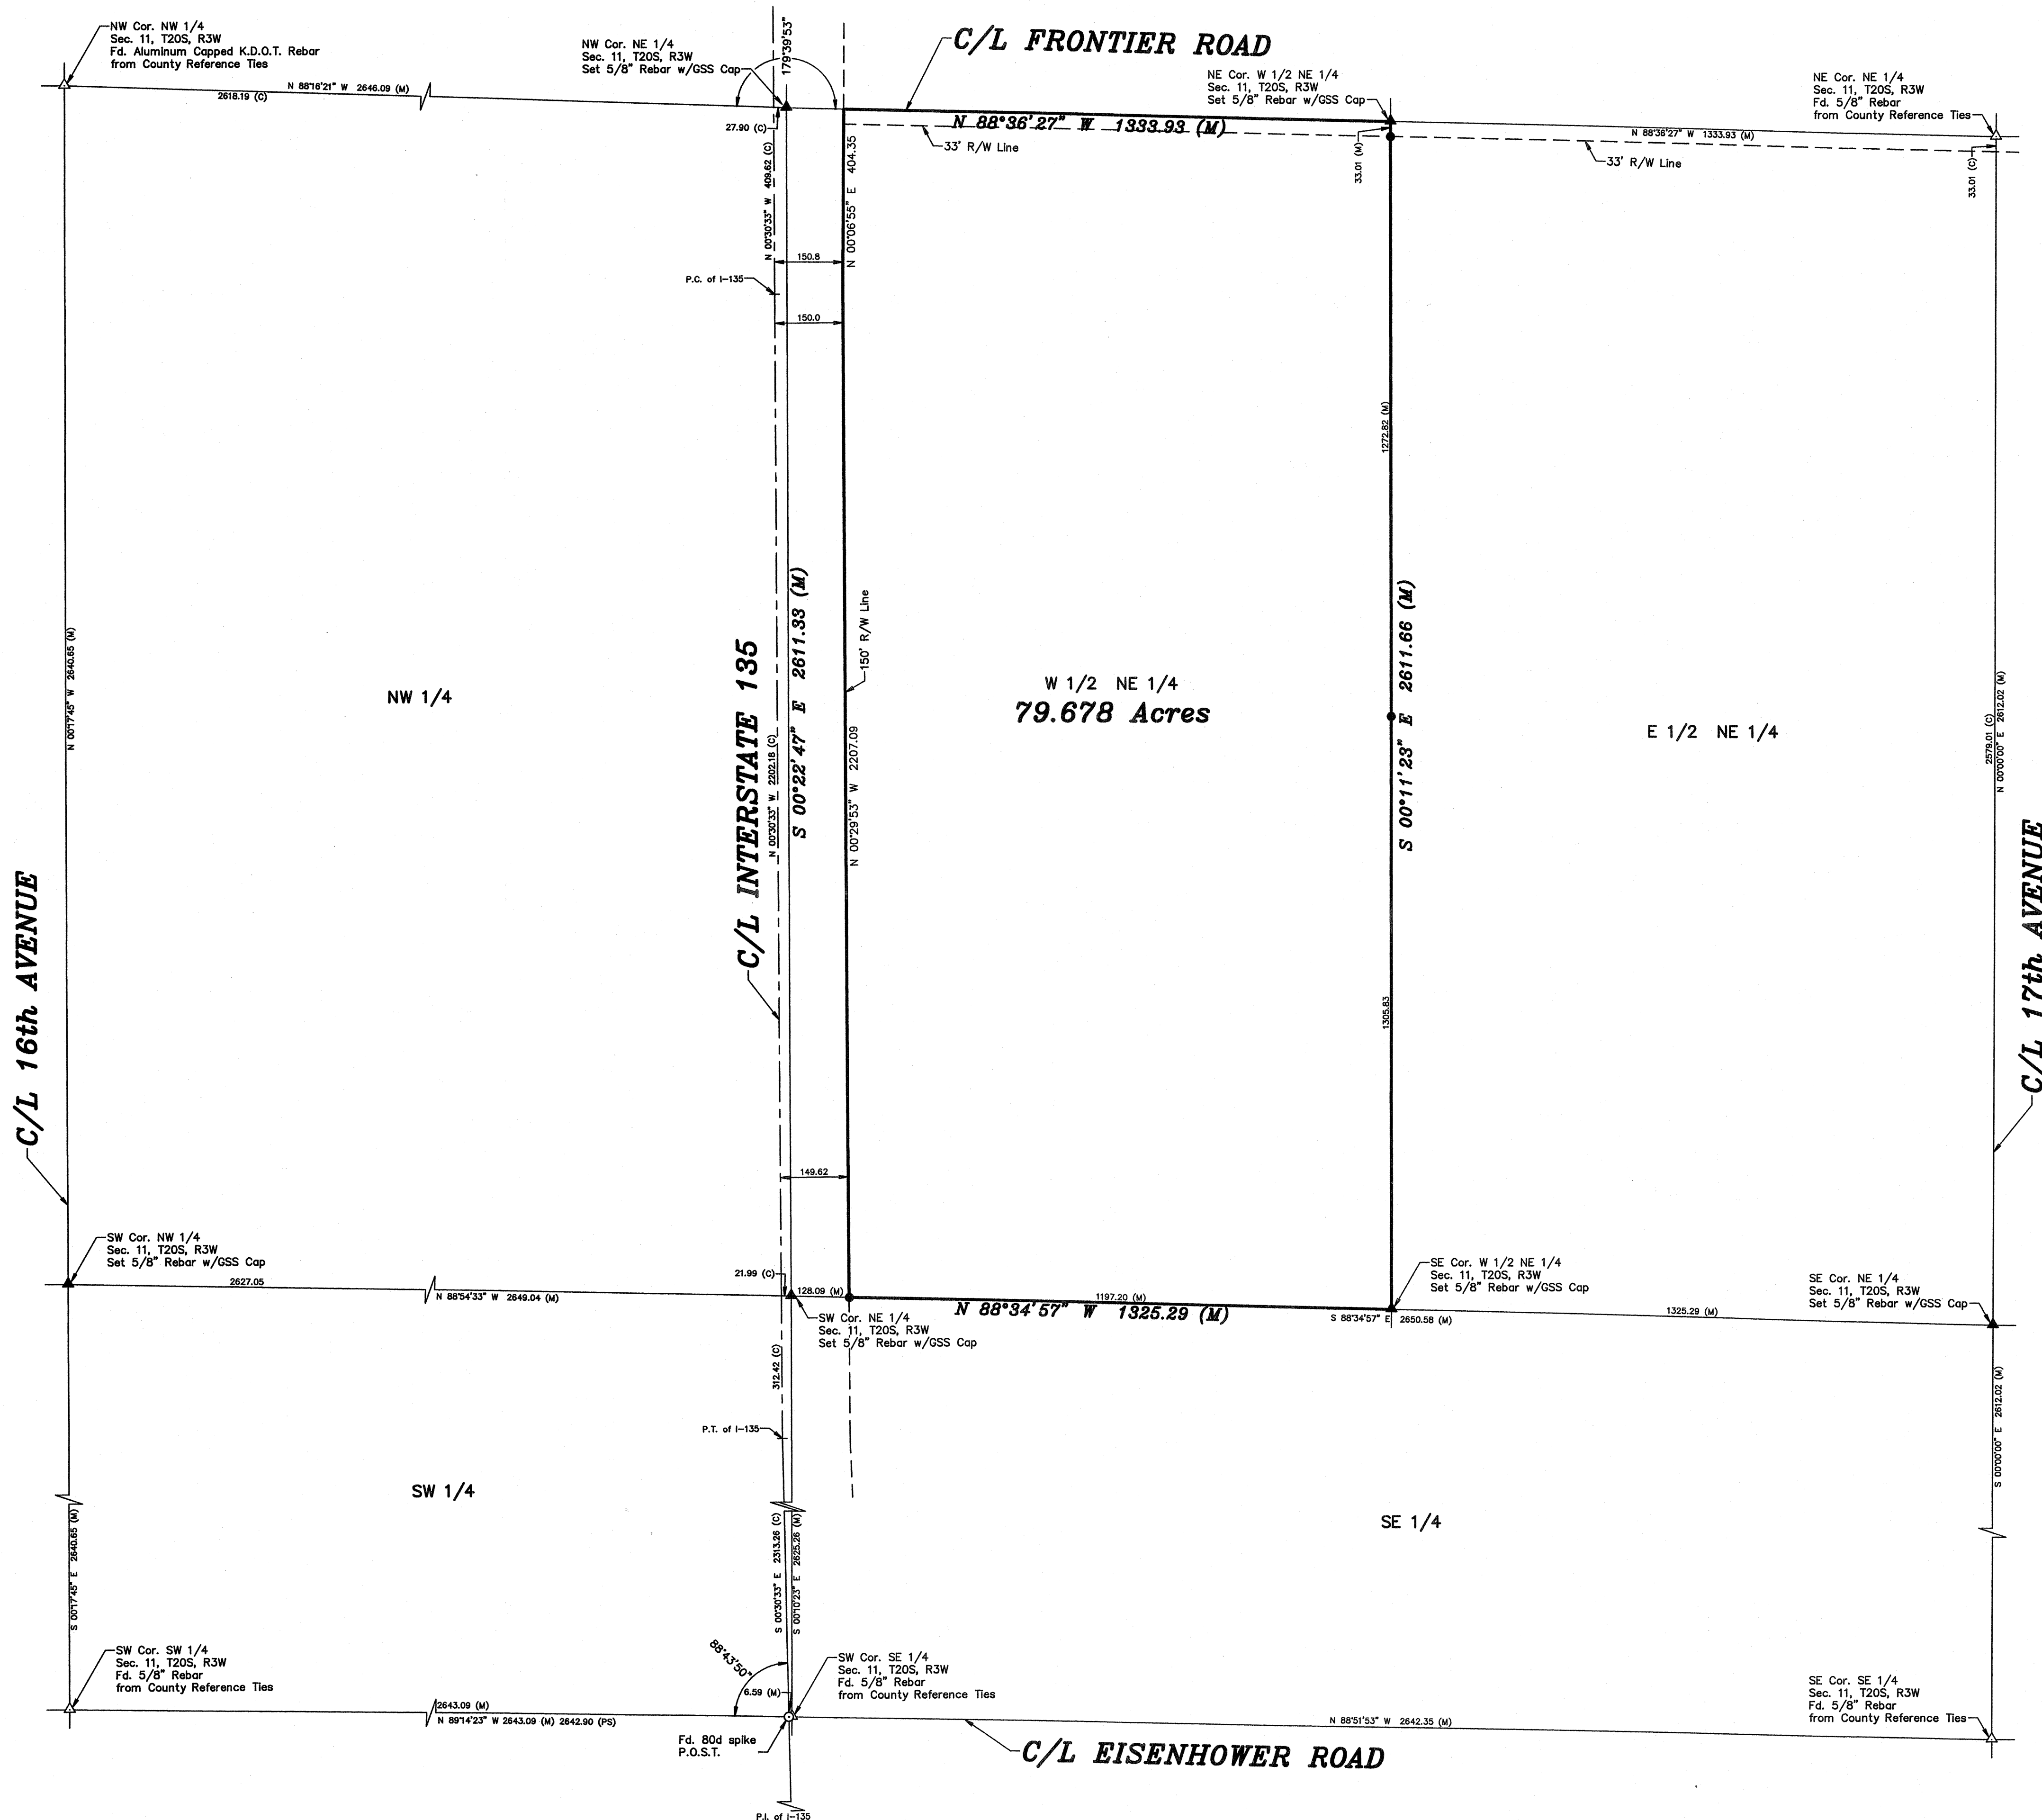 NW Cor. NW 1/4
Sec. 11, T20S, R3W
Fd. Aluminum Capped K.D.O.T. Rebar
from County Reference Ties
NW Cor. NE 1/4
Sec. 11, T20S, R3W
Set 5/8" Rebar w/GSS Cap
179°39'53"
C/L FRONTIER ROAD
NE Cor. W 1/2 NE 1/4
Sec. 11, T20S, R3W
Set 5/8" Rebar w/GSS Cap
NE Cor. NE 1/4
Sec. 11, T20S, R3W
Fd. 5/8" Rebar
from County Reference Ties
N 88°16'21" W 2646.09 (M)
2618.19 (C)
27.90 (C)
N 88°36'27" W 1333.93 (M)
33' R/W Line
N 88°36'27" W 1333.93 (M)
33' R/W Line
33.01 (M)
33.01 (C)
N 00°30'33" W 409.62 (C)
N 00°06'55" E 404.35
150.8
P.C. of I-135
150.0
1272.82 (M)
N 00°17'45" W 2640.65 (M)
NW 1/4
C/L INTERSTATE 135
N 00°30'33" W 2202.18 (C)
S 00°22'47" E 2611.33 (M)
150' R/W Line
N 00°29'53" W 2207.09
W 1/2 NE 1/4
79.678 Acres
S 00°11'23" E 2611.66 (M)
E 1/2 NE 1/4
2579.01 (C)
N 00°00'00" E 2612.02 (M)
C/L 16th AVENUE
C/L 17th AVENUE
1305.83
149.62
SW Cor. NW 1/4
Sec. 11, T20S, R3W
Set 5/8" Rebar w/GSS Cap
2627.05
N 88°54'33" W 2649.04 (M)
21.99 (C)
128.09 (M)
SW Cor. NE 1/4
Sec. 11, T20S, R3W
Set 5/8" Rebar w/GSS Cap
1197.20 (M)
N 88°34'57" W 1325.29 (M)
SE Cor. W 1/2 NE 1/4
Sec. 11, T20S, R3W
Set 5/8" Rebar w/GSS Cap
S 88°34'57" E 2650.58 (M)
1325.29 (M)
SE Cor. NE 1/4
Sec. 11, T20S, R3W
Set 5/8" Rebar w/GSS Cap
312.42 (C)
P.T. of I-135
SW 1/4
SE 1/4
S 00°17'45" E 2640.65 (M)
S 00°30'33" E 2313.26 (C)
S 00°10'23" E 2625.26 (M)
S 00°00'00" E 2612.02 (M)
SW Cor. SW 1/4
Sec. 11, T20S, R3W
Fd. 5/8" Rebar
from County Reference Ties
88°43'50"
6.59 (M)
SW Cor. SE 1/4
Sec. 11, T20S, R3W
Fd. 5/8" Rebar
from County Reference Ties
SE Cor. SE 1/4
Sec. 11, T20S, R3W
Fd. 5/8" Rebar
from County Reference Ties
2643.09 (M)
N 89°14'23" W 2643.09 (M) 2642.90 (PS)
Fd. 80d spike
P.O.S.T.
N 88°51'53" W 2642.35 (M)
C/L EISENHOWER ROAD
P.I. of I-135